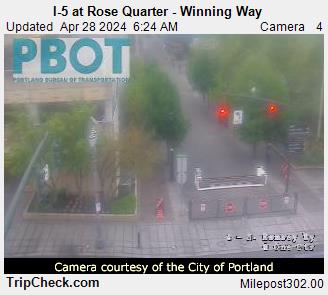 I-5 at Rose Quarter - Winning Way
Updated Apr 28 2024 6:24 AM Camera 4
PBOT
PORTLAND BUREAU OF TRANSPORTATION
Camera courtesy of the City of Portland
TripCheck.com Milepost302.00